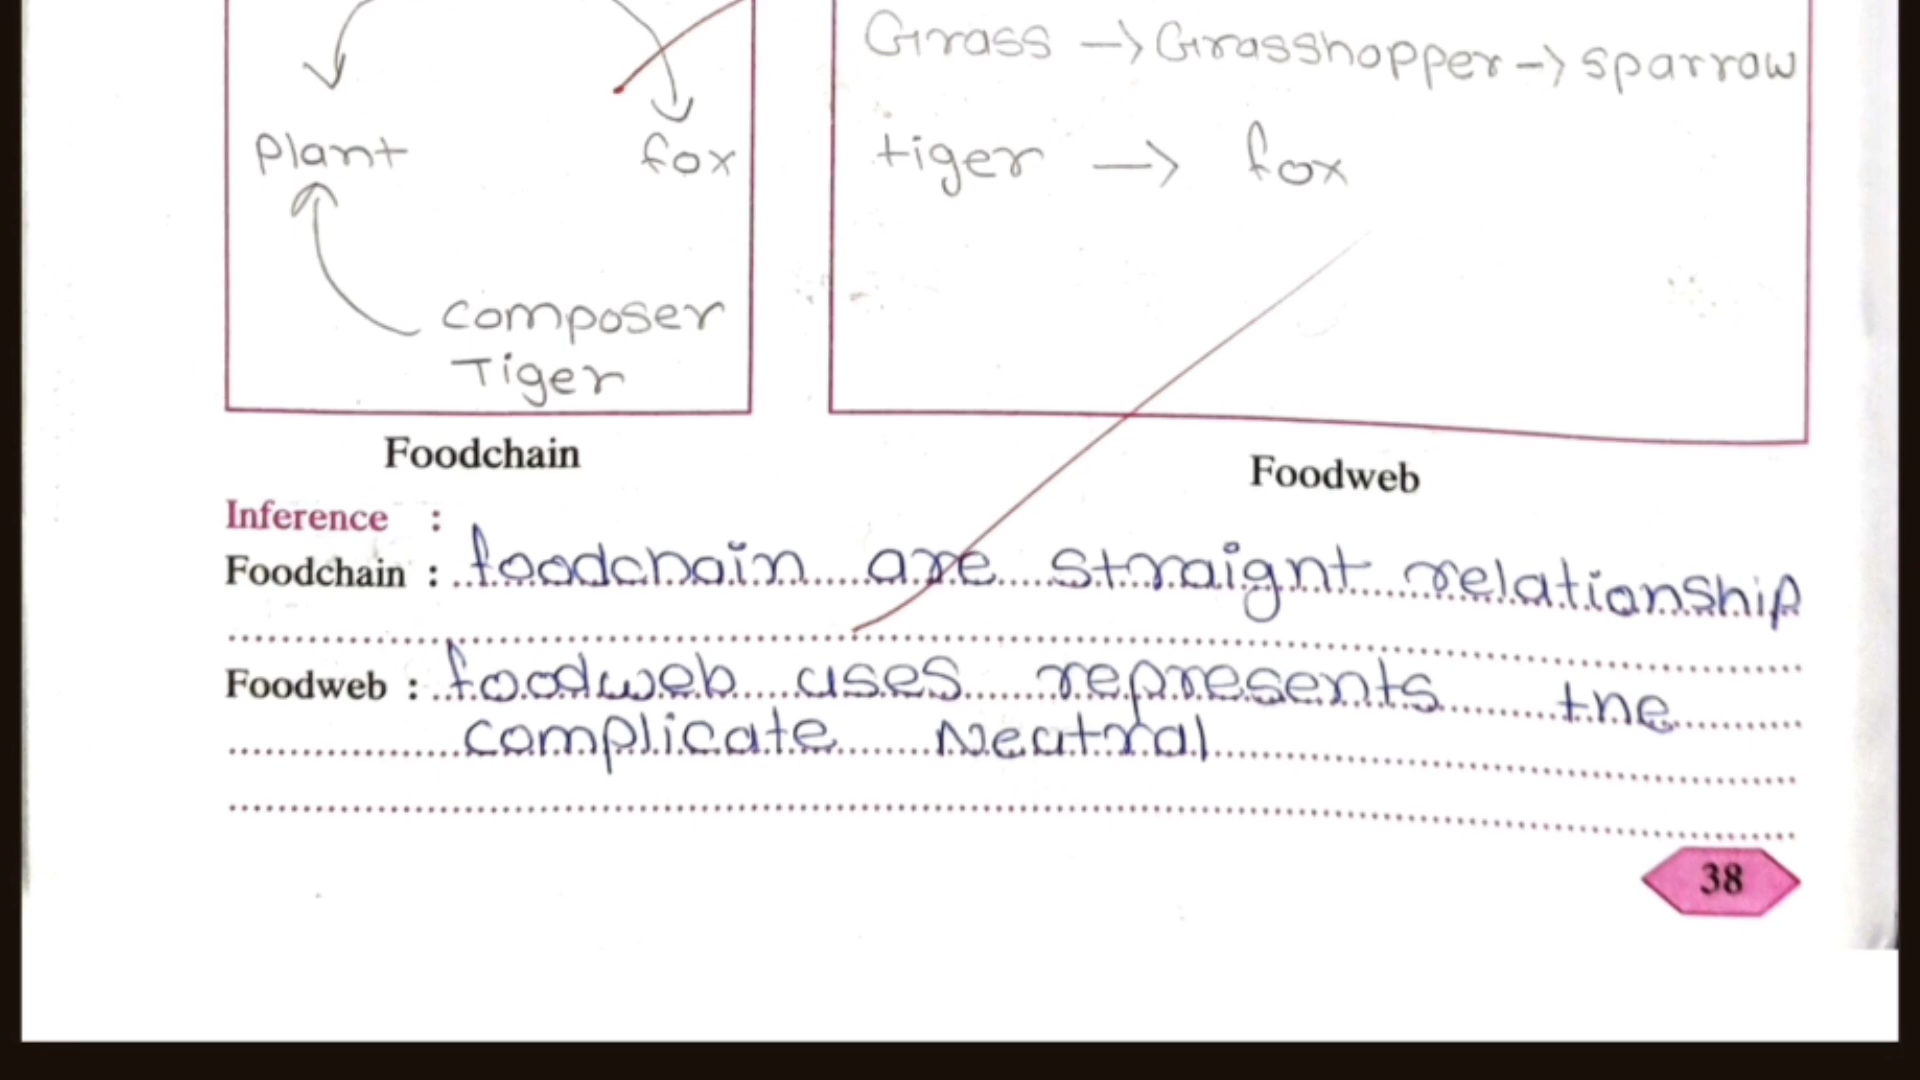 Grass → Grasshopper → sparrow
plant
fox
tiger → fox
composer
Tiger
Foodchain
Foodweb
Inference :
Foodchain : foodchain are straignt relationship
Foodweb : foodweb uses represents the
complicate Neutral
38